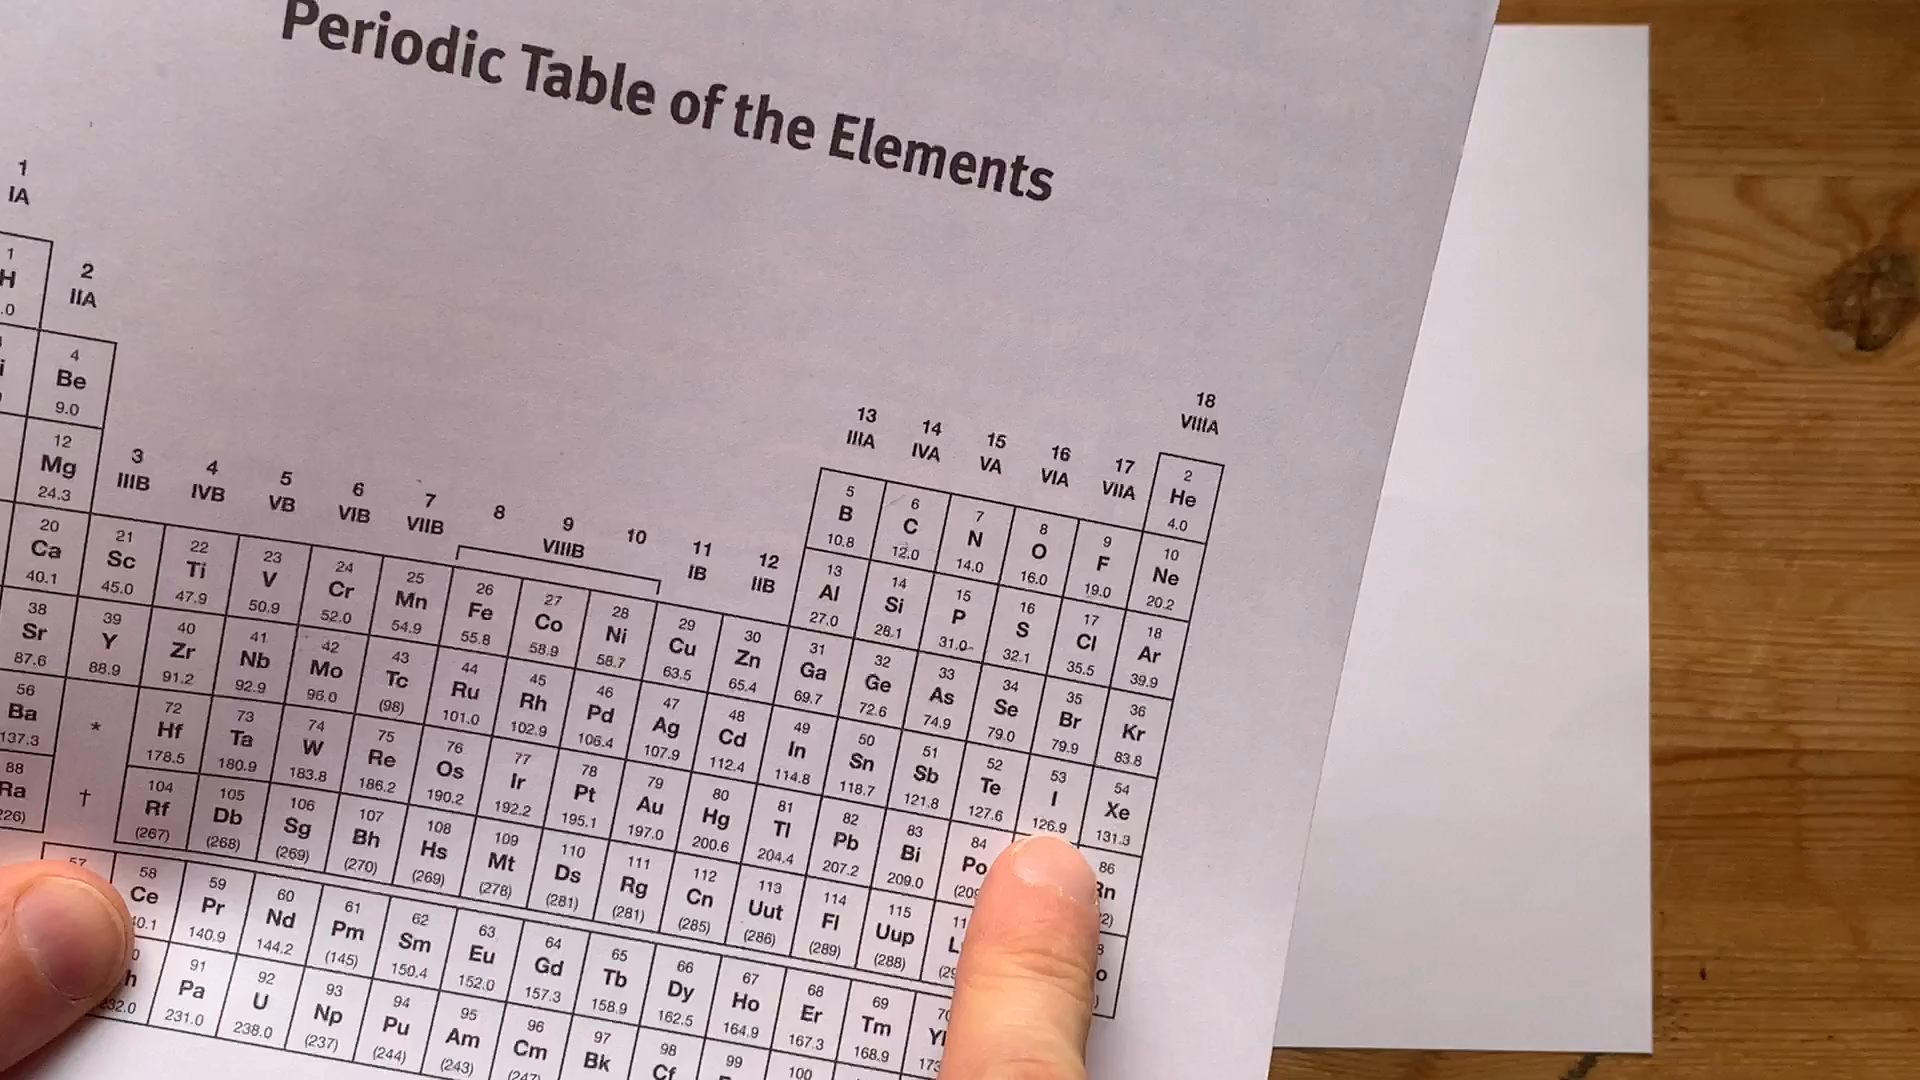 Periodic Table of the Elements
1
IA
18
VIIIA
1
H
.0
2
IIA
13
IIIA
14
IVA
15
VA
16
VIA
17
VIIA
2
He
4.0
4
Be
9.0
5
B
10.8
6
C
12.0
7
N
14.0
8
O
16.0
9
F
19.0
10
Ne
20.2
12
Mg
24.3
3
IIIB
4
IVB
5
VB
6
VIB
7
VIIB
8
9
VIIIB
10
11
IB
12
IIB
13
Al
27.0
14
Si
28.1
15
P
31.0
16
S
32.1
17
Cl
35.5
18
Ar
39.9
20
Ca
40.1
21
Sc
45.0
22
Ti
47.9
23
V
50.9
24
Cr
52.0
25
Mn
54.9
26
Fe
55.8
27
Co
58.9
28
Ni
58.7
29
Cu
63.5
30
Zn
65.4
31
Ga
69.7
32
Ge
72.6
33
As
74.9
34
Se
79.0
35
Br
79.9
36
Kr
83.8
38
Sr
87.6
39
Y
88.9
40
Zr
91.2
41
Nb
92.9
42
Mo
96.0
43
Tc
(98)
44
Ru
101.0
45
Rh
102.9
46
Pd
106.4
47
Ag
107.9
48
Cd
112.4
49
In
114.8
50
Sn
118.7
51
Sb
121.8
52
Te
127.6
53
I
126.9
54
Xe
131.3
56
Ba
137.3
*
72
Hf
178.5
73
Ta
180.9
74
W
183.8
75
Re
186.2
76
Os
190.2
77
Ir
192.2
78
Pt
195.1
79
Au
197.0
80
Hg
200.6
81
Tl
204.4
82
Pb
207.2
83
Bi
209.0
84
Po
86
Rn
88
Ra
226)
†
104
Rf
(267)
105
Db
(268)
106
Sg
(269)
107
Bh
(270)
108
Hs
(269)
109
Mt
(278)
110
Ds
(281)
111
Rg
(281)
112
Cn
(285)
113
Uut
(286)
114
Fl
(289)
115
Uup
(288)
57
58
Ce
40.1
59
Pr
140.9
60
Nd
144.2
61
Pm
(145)
62
Sm
150.4
63
Eu
152.0
64
Gd
157.3
65
Tb
158.9
66
Dy
162.5
67
Ho
164.9
68
Er
167.3
69
Tm
168.9
h
232.0
91
Pa
231.0
92
U
238.0
93
Np
(237)
94
Pu
(244)
95
Am
(243)
96
Cm
97
Bk
98
Cf
99
100